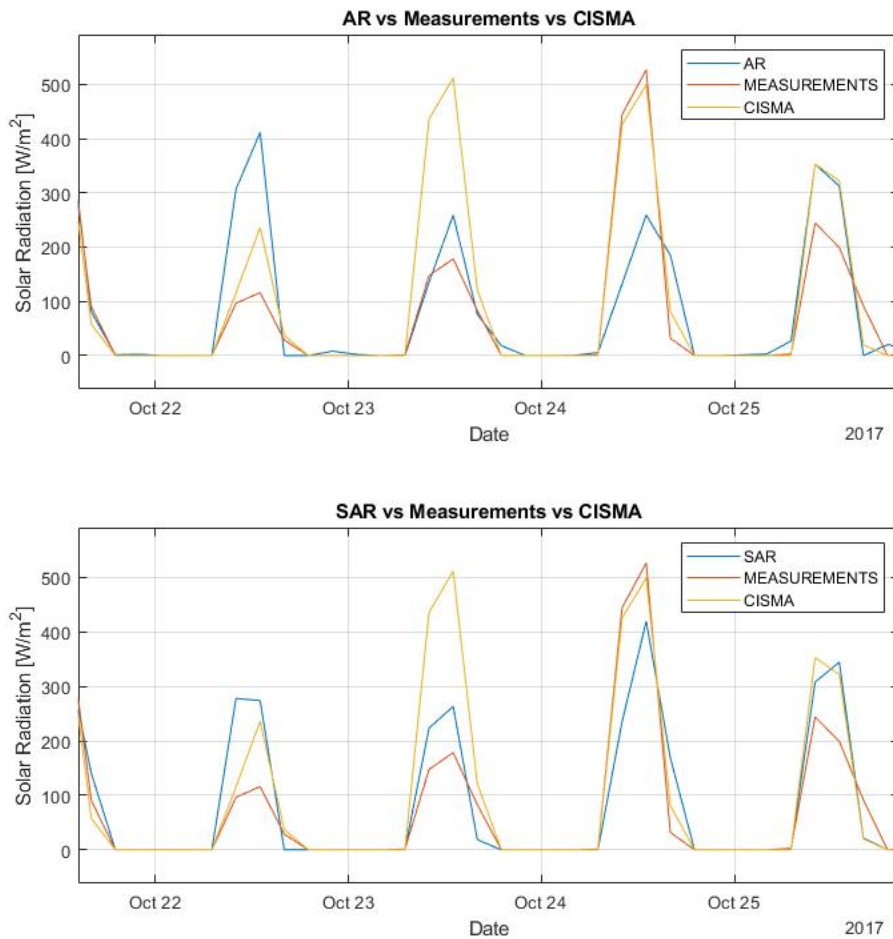 AR vs Measurements vs CISMA
AR
MEASUREMENTS
CISMA
Solar Radiation [W/m²]
500
400
300
200
100
0
Oct 22
Oct 23
Oct 24
Oct 25
Date
2017
SAR vs Measurements vs CISMA
SAR
MEASUREMENTS
CISMA
Solar Radiation [W/m²]
500
400
300
200
100
0
Oct 22
Oct 23
Oct 24
Oct 25
Date
2017